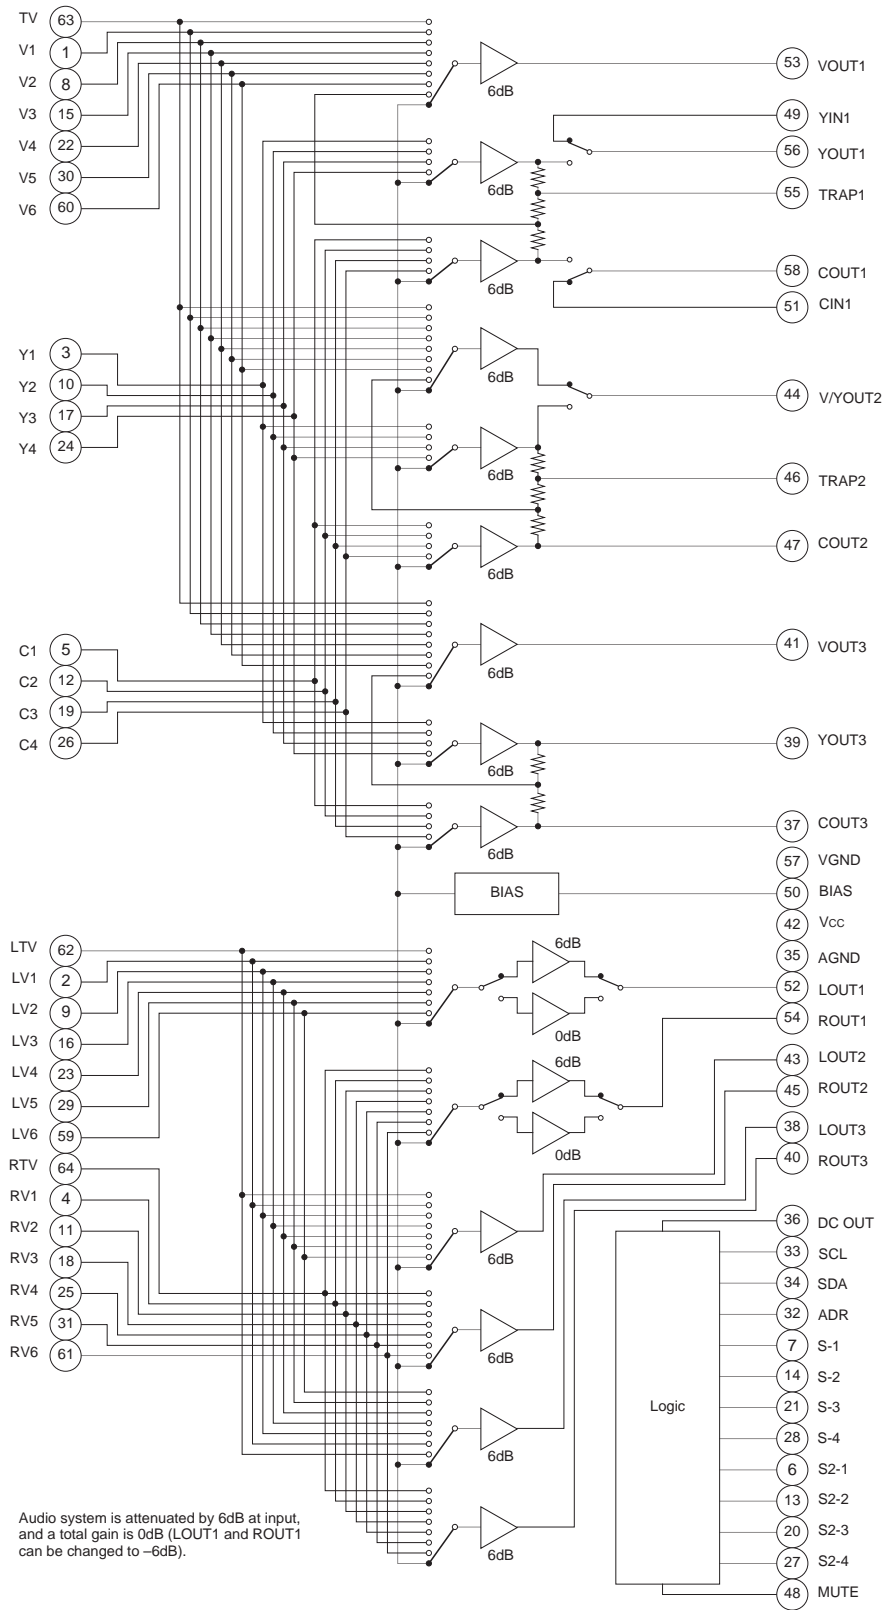 TV 63
V1 1
V2 8
V3 15
V4 22
V5 30
V6 60
Y1 3
Y2 10
Y3 17
Y4 24
C1 5
C2 12
C3 19
C4 26
LTV 62
LV1 2
LV2 9
LV3 16
LV4 23
LV5 29
LV6 59
RTV 64
RV1 4
RV2 11
RV3 18
RV4 25
RV5 31
RV6 61
6dB
6dB
6dB
6dB
6dB
6dB
6dB
6dB
6dB
BIAS
6dB
0dB
6dB
0dB
6dB
6dB
6dB
6dB
53 VOUT1
49 YIN1
56 YOUT1
55 TRAP1
58 COUT1
51 CIN1
44 V/YOUT2
46 TRAP2
47 COUT2
41 VOUT3
39 YOUT3
37 COUT3
57 VGND
50 BIAS
42 VCC
35 AGND
52 LOUT1
54 ROUT1
43 LOUT2
45 ROUT2
38 LOUT3
40 ROUT3
Logic
36 DC OUT
33 SCL
34 SDA
32 ADR
7 S-1
14 S-2
21 S-3
28 S-4
6 S2-1
13 S2-2
20 S2-3
27 S2-4
48 MUTE
Audio system is attenuated by 6dB at input,
and a total gain is 0dB (LOUT1 and ROUT1
can be changed to –6dB).